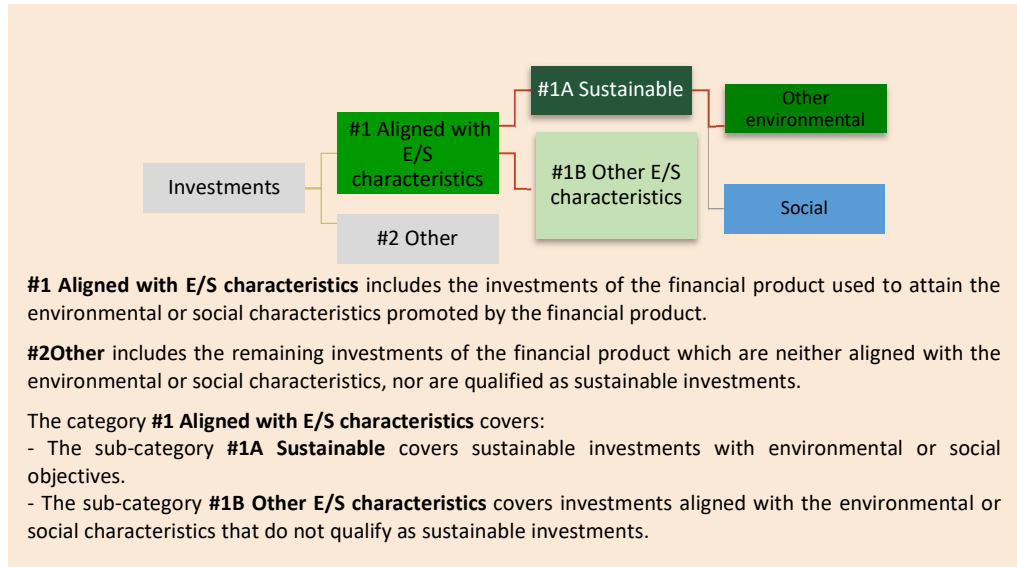 #1A Sustainable
Other
environmental
#1 Aligned with
E/S
characteristics
#1B Other E/S
characteristics
Investments
Social
#2 Other
#1 Aligned with E/S characteristics includes the investments of the financial product used to attain the
environmental or social characteristics promoted by the financial product.
#2Other includes the remaining investments of the financial product which are neither aligned with the
environmental or social characteristics, nor are qualified as sustainable investments.
The category #1 Aligned with E/S characteristics covers:
- The sub-category #1A Sustainable covers sustainable investments with environmental or social
objectives.
- The sub-category #1B Other E/S characteristics covers investments aligned with the environmental or
social characteristics that do not qualify as sustainable investments.